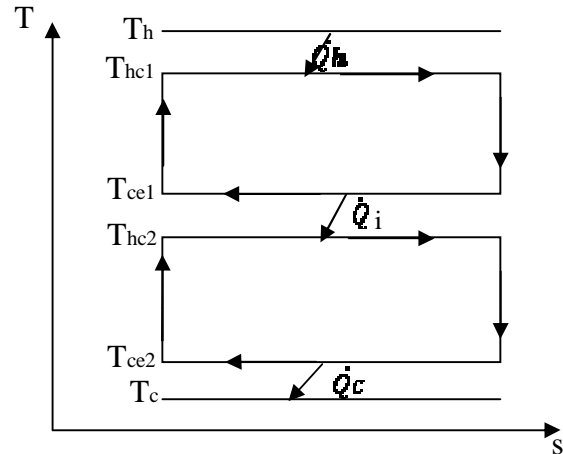 T
Th
Q̇h
Thc1
Tce1
Q̇i
Thc2
Tce2
Q̇c
Tc
s